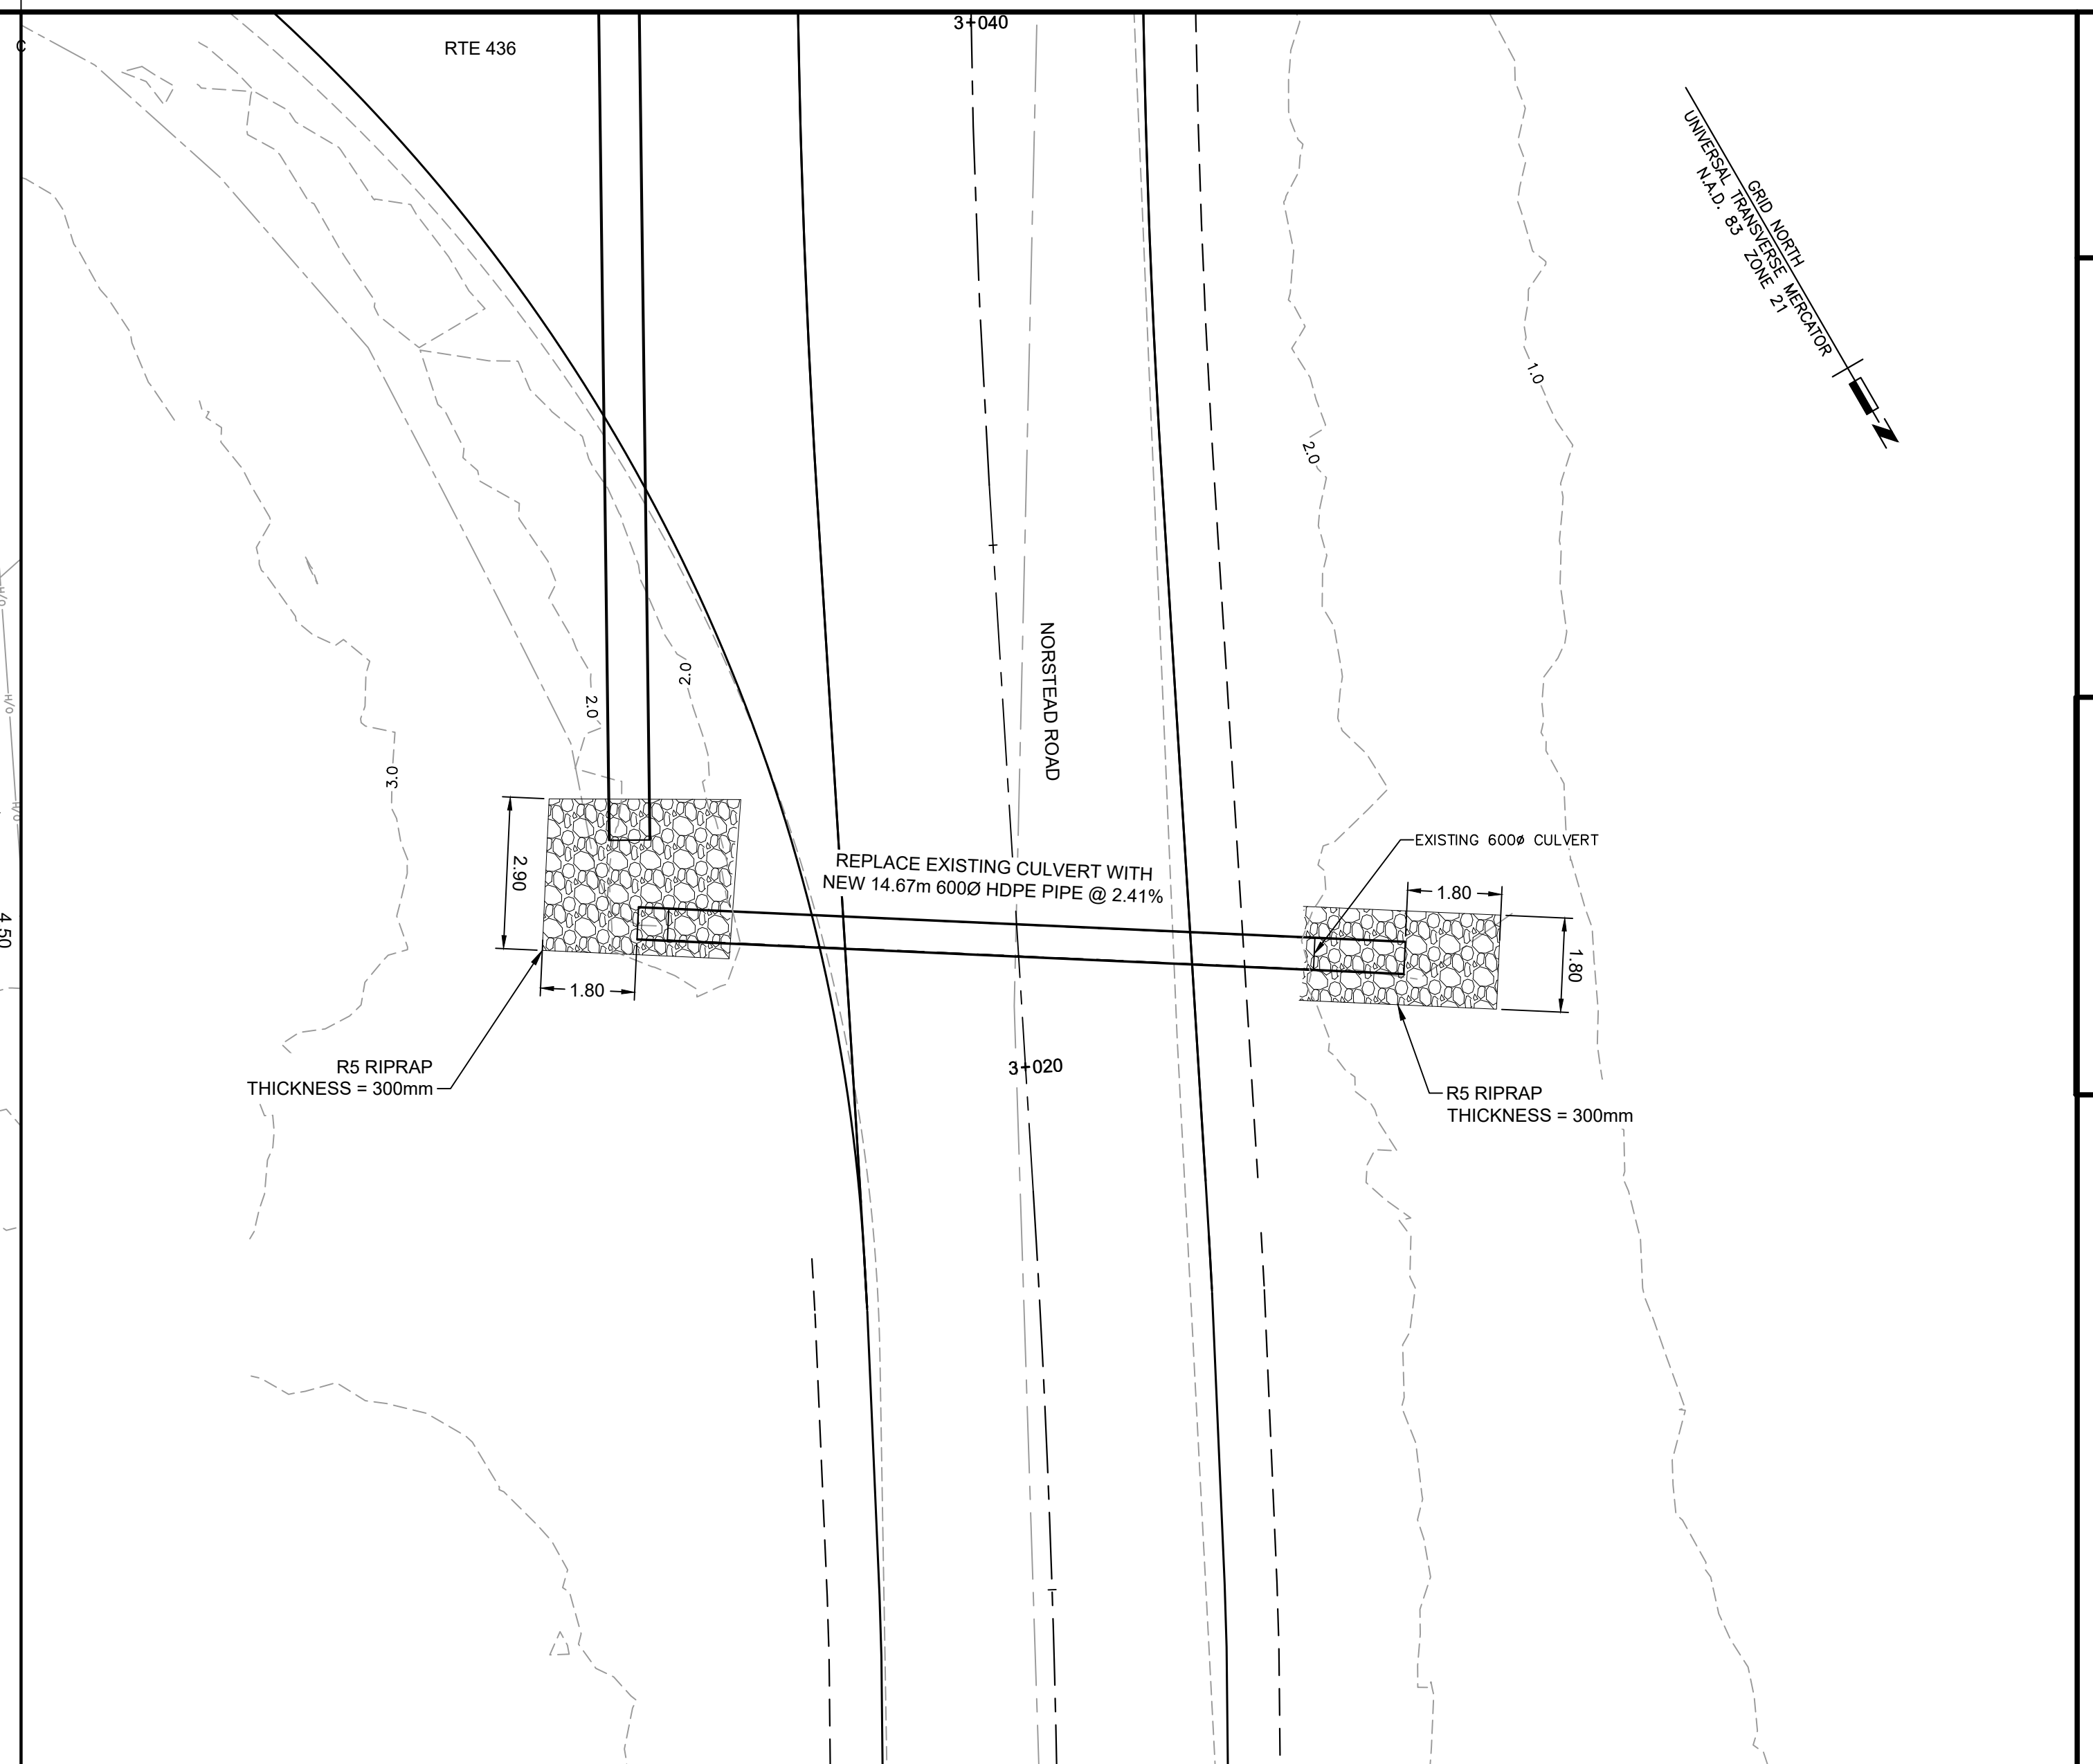 3+040
C
RTE 436
GRID NORTH
UNIVERSAL TRANSVERSE MERCATOR
N.A.D. 83 ZONE 21
N
1.0
2.0
NORSTEAD ROAD
H/O
H/O
H/O
2.0
2.0
3.0
EXISTING 600ø CULVERT
REPLACE EXISTING CULVERT WITH
NEW 14.67m 600Ø HDPE PIPE @ 2.41%
2.90
1.80
1.80
4.50
1.80
R5 RIPRAP
THICKNESS = 300mm
3+020
R5 RIPRAP
THICKNESS = 300mm